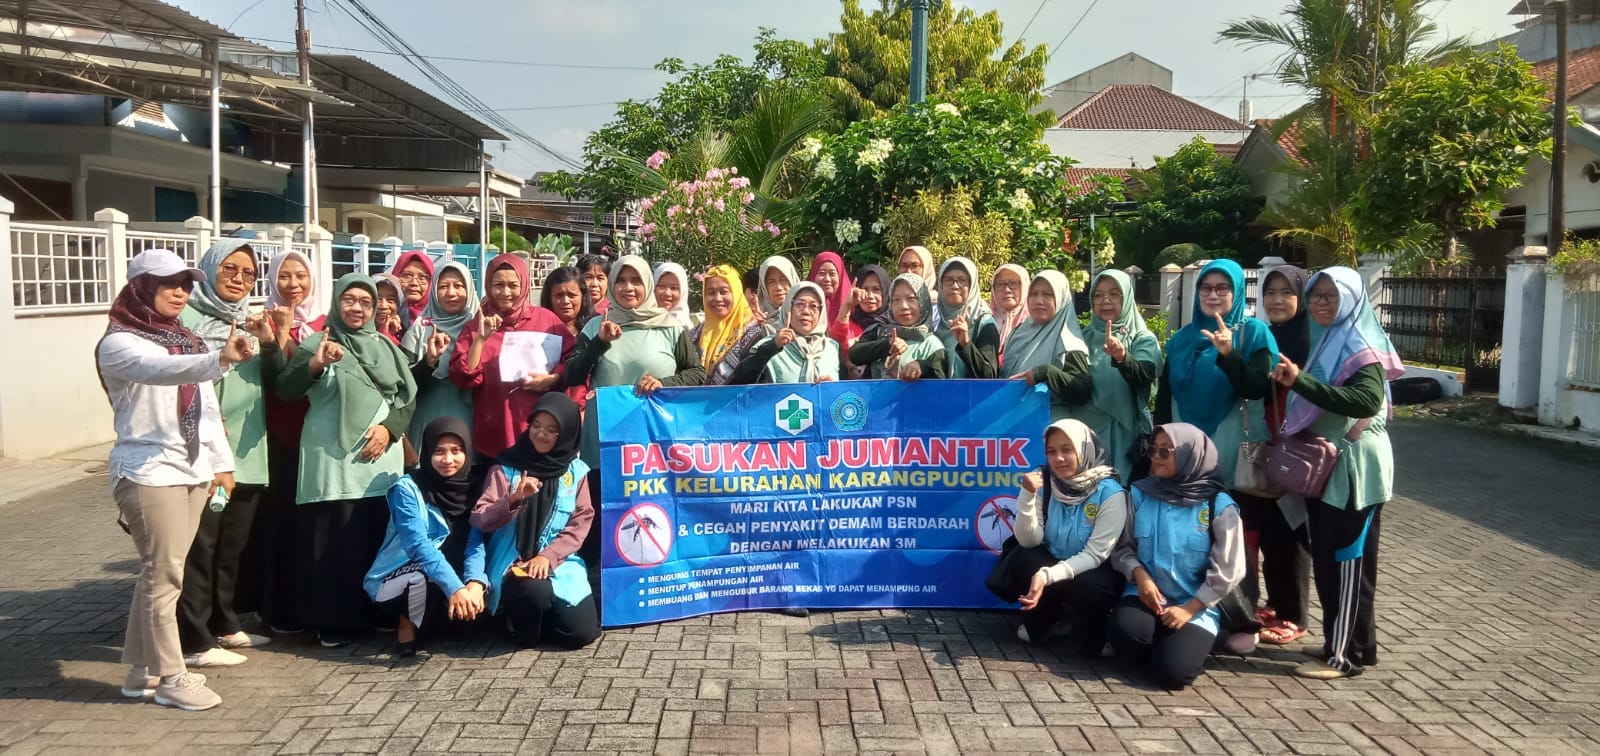 PASUKAN JUMANTIK
PKK KELURAHAN KARANGPUCUNG
MARI KITA LAKUKAN PSN
& CEGAH PENYAKIT DEMAM BERDARAH
DENGAN MELAKUKAN 3M
• MENGURAS TEMPAT PENYIMPANAN AIR
• MENUTUP PENAMPUNGAN AIR
• MEMBUANG DAN MENGUBUR BARANG BEKAS YG DAPAT MENAMPUNG AIR